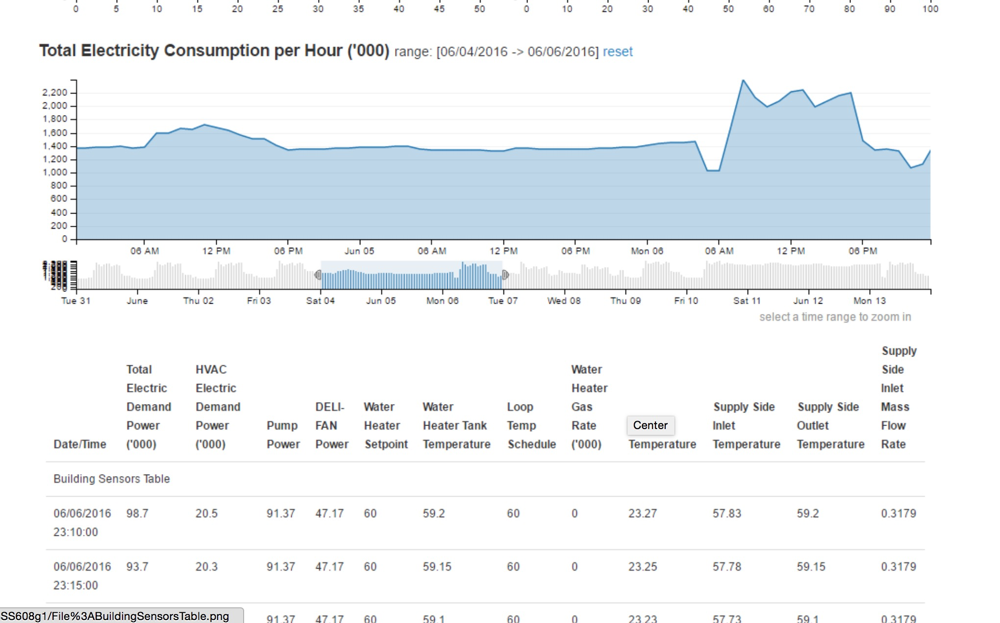 0 5 10 15 20 25 30 35 40 45 50 0 10 20 30 40 50 60 70 80 90 100
Total Electricity Consumption per Hour ('000) range: [06/04/2016 -> 06/06/2016] reset
2,200
2,000
1,800
1,600
1,400
1,200
1,000
800
600
400
200
0
06 AM 12 PM 06 PM Jun 05 06 AM 12 PM 06 PM Mon 06 06 AM 12 PM 06 PM
Tue 31 June Thu 02 Fri 03 Sat 04 Jun 05 Mon 06 Tue 07 Wed 08 Thu 09 Fri 10 Sat 11 Jun 12 Mon 13
select a time range to zoom in
Supply
Total HVAC Water Side
Electric Electric Heater Inlet
Demand Demand DELI- Water Water Loop Gas Supply Side Supply Side Mass
Power Power Pump FAN Heater Heater Tank Temp Rate Center Inlet Outlet Flow
Date/Time ('000) ('000) Power Power Setpoint Temperature Schedule ('000) Temperature Temperature Temperature Rate
Building Sensors Table
06/06/2016 98.7 20.5 91.37 47.17 60 59.2 60 0 23.27 57.83 59.2 0.3179
23:10:00
06/06/2016 93.7 20.3 91.37 47.17 60 59.15 60 0 23.25 57.78 59.15 0.3179
23:15:00
91.37 47.17 60 59.1 60 0 23.23 57.73 59.1 0.3179
SS608g1/File%3ABuildingSensorsTable.png